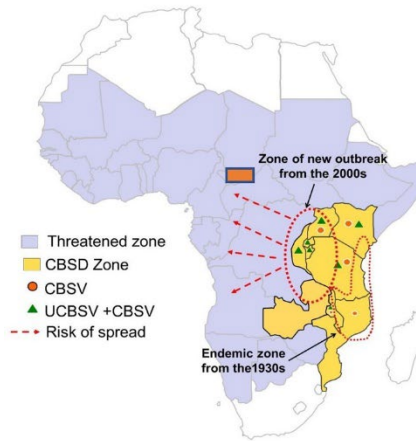 Zone of new outbreak
from the 2000s
Threatened zone
CBSD Zone
CBSV
UCBSV +CBSV
Risk of spread
Endemic zone
from the1930s